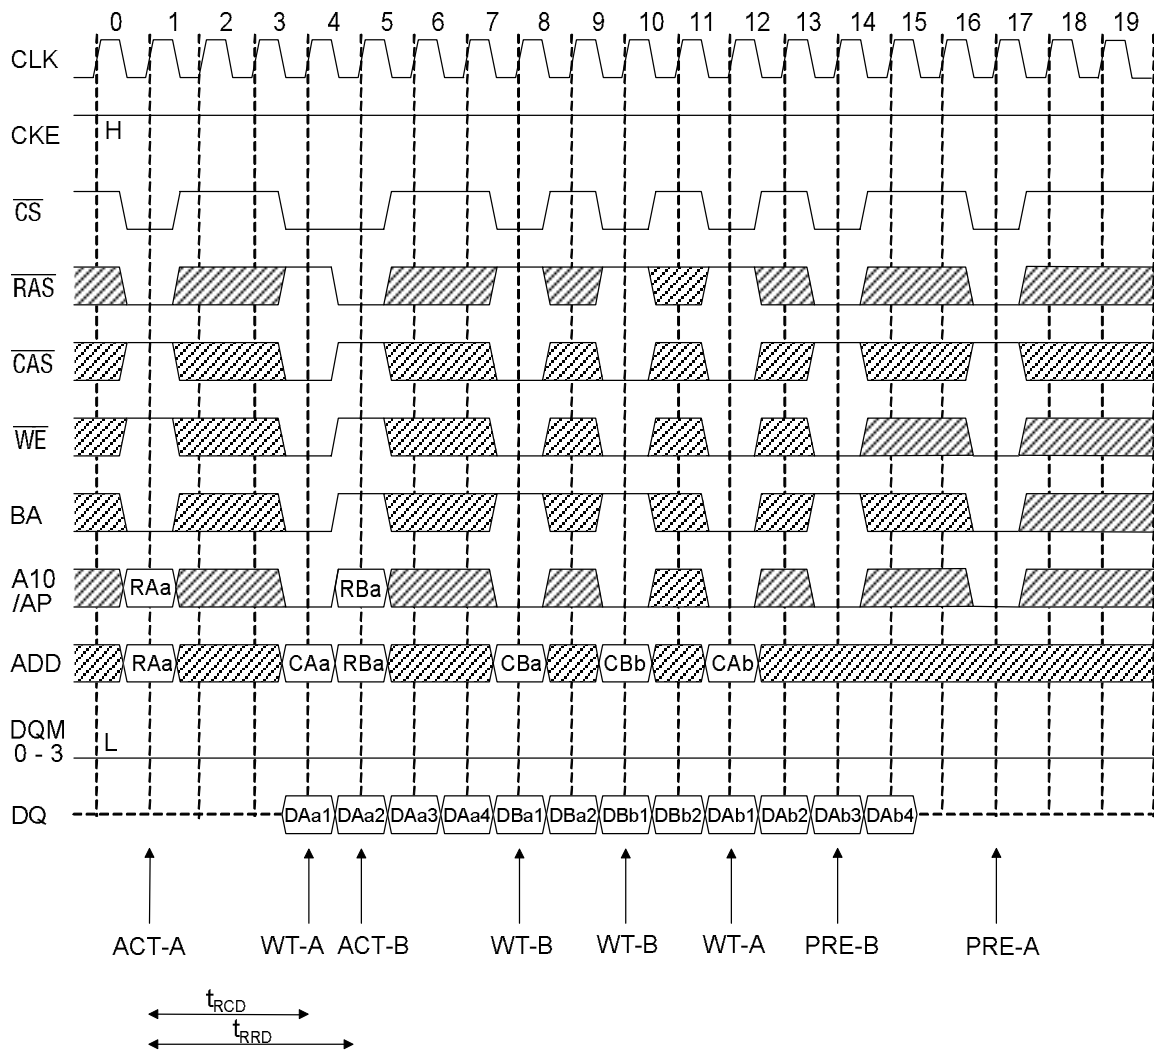 0 1 2 3 4 5 6 7 8 9 10 11 12 13 14 15 16 17 18 19
CLK
CKE
H
CS
RAS
CAS
WE
BA
A10
/AP
RAa RBa
ADD
RAa CAa RBa CBa CBb CAb
DQM
0 - 3
L
DQ
DAa1 DAa2 DAa3 DAa4 DBa1 DBa2 DBb1 DBb2 DAb1 DAb2 DAb3 DAb4
ACT-A WT-A ACT-B WT-B WT-B WT-A PRE-B PRE-A
tRCD
tRRD